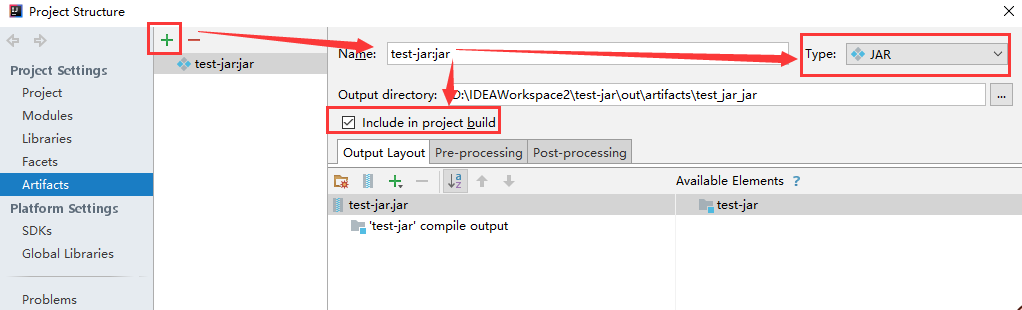 Project Structure
Project Settings
Project
Modules
Libraries
Facets
Artifacts
Platform Settings
SDKs
Global Libraries
Problems
test-jar:jar
Name: test-jar:jar
Type: JAR
Output directory: D:\IDEAWorkspace2\test-jar\out\artifacts\test_jar_jar ...
Include in project build
Output Layout Pre-processing Post-processing
Available Elements ?
test-jar.jar
'test-jar' compile output
test-jar